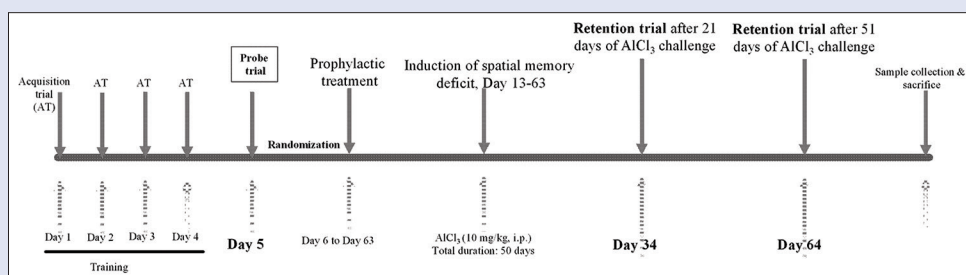 Acquisition
trial
(AT)
AT
AT
AT
Probe
trial
Randomization
Prophylactic
treatment
Induction of spatial memory
deficit, Day 13-63
Retention trial after 21
days of AlCl₃ challenge
Retention trial after 51
days of AlCl₃ challenge
Sample collection &
sacrifice
Day 1
Day 2
Day 3
Day 4
Day 5
Day 6 to Day 63
AlCl₃ (10 mg/kg, i.p.)
Total duration: 50 days
Day 34
Day 64
Training